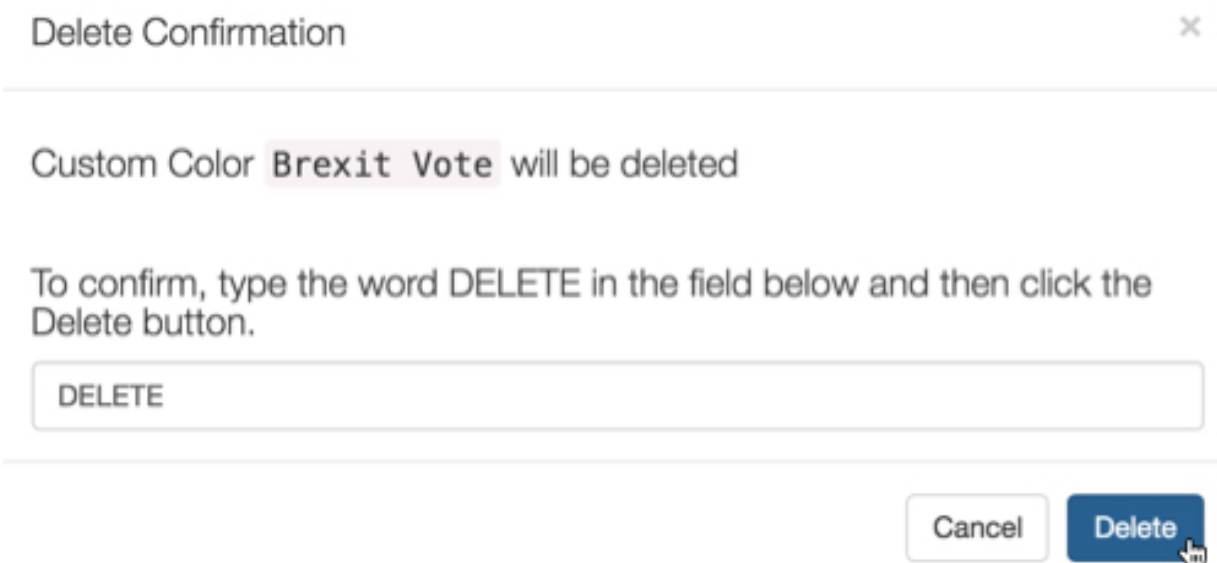 Delete Confirmation ×
Custom Color Brexit Vote will be deleted
To confirm, type the word DELETE in the field below and then click the
Delete button.
DELETE
Cancel Delete